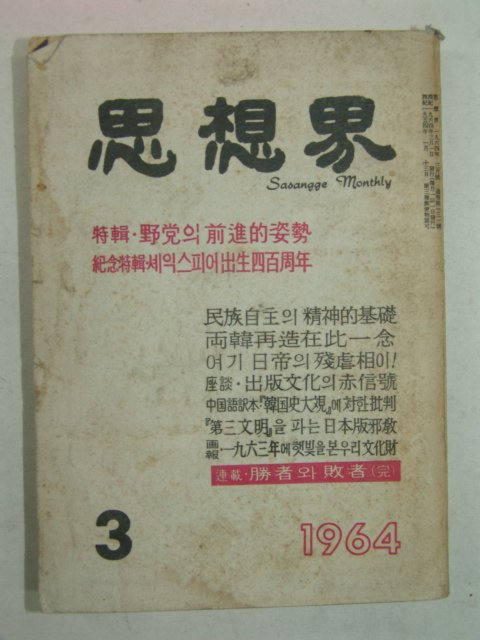 思想界
Sasangge Monthly
特輯·野党의 前進的姿勢
紀念特輯·셰익스피어出生四百周年
民族自主의 精神的基礎
両韓再造在此一念
여기 日帝의 殘虐相이!
座談·出版文化의 赤信號
中国語訳本·『韓国史大視』에 対한 批判
『第三文明』을 파는 日本版邪敎
画報 一九六三年에 햇빛을 본 우리 文化財
連載·勝者와 敗者(完)
3
1964